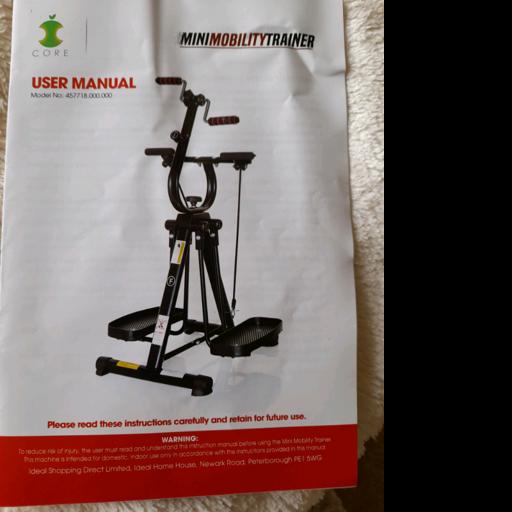 CORE
MINIMOBILITYTRAINER
USER MANUAL
Model No: 457718.000.000
Please read these instructions carefully and retain for future use.
WARNING:
To reduce risk of injury, the user must read and understand this instruction manual before using the Mini Mobility Trainer.
This machine is intended for domestic, indoor use only in accordance with the instructions provided in this manual.
Ideal Shopping Direct Limited, Ideal Home House, Newark Road, Peterborough PE1 5WG